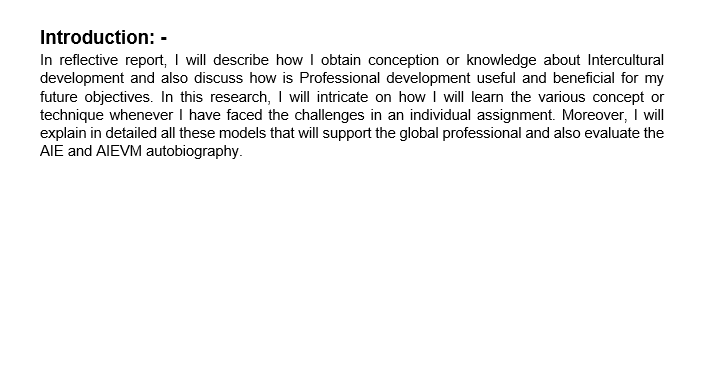 Introduction: -
In reflective report, I will describe how I obtain conception or knowledge about Intercultural
development and also discuss how is Professional development useful and beneficial for my
future objectives. In this research, I will intricate on how I will learn the various concept or
technique whenever I have faced the challenges in an individual assignment. Moreover, I will
explain in detailed all these models that will support the global professional and also evaluate the
AIE and AIEVM autobiography.